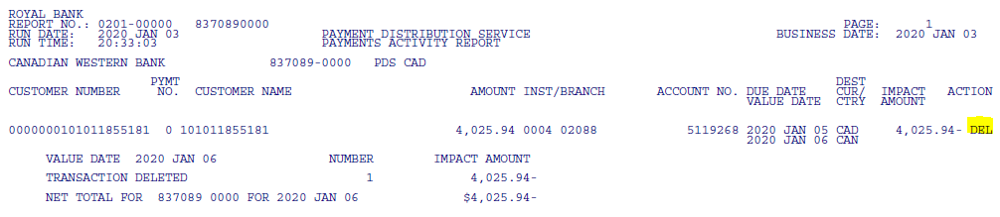 ROYAL BANK
REPORT NO.: 0201-00000 8370890000 PAGE: 1
RUN DATE: 2020 JAN 03 PAYMENT DISTRIBUTION SERVICE BUSINESS DATE: 2020 JAN 03
RUN TIME: 20:33:03 PAYMENTS ACTIVITY REPORT
CANADIAN WESTERN BANK 837089-0000 PDS CAD
PYMT DEST
CUSTOMER NUMBER NO. CUSTOMER NAME AMOUNT INST/BRANCH ACCOUNT NO. DUE DATE CUR/ IMPACT ACTION
VALUE DATE CTRY AMOUNT
0000000101011855181 0 101011855181 4,025.94 0004 02088 5119268 2020 JAN 05 CAD 4,025.94- DEL
2020 JAN 06 CAN
VALUE DATE 2020 JAN 06 NUMBER IMPACT AMOUNT
TRANSACTION DELETED 1 4,025.94-
NET TOTAL FOR 837089 0000 FOR 2020 JAN 06 $4,025.94-